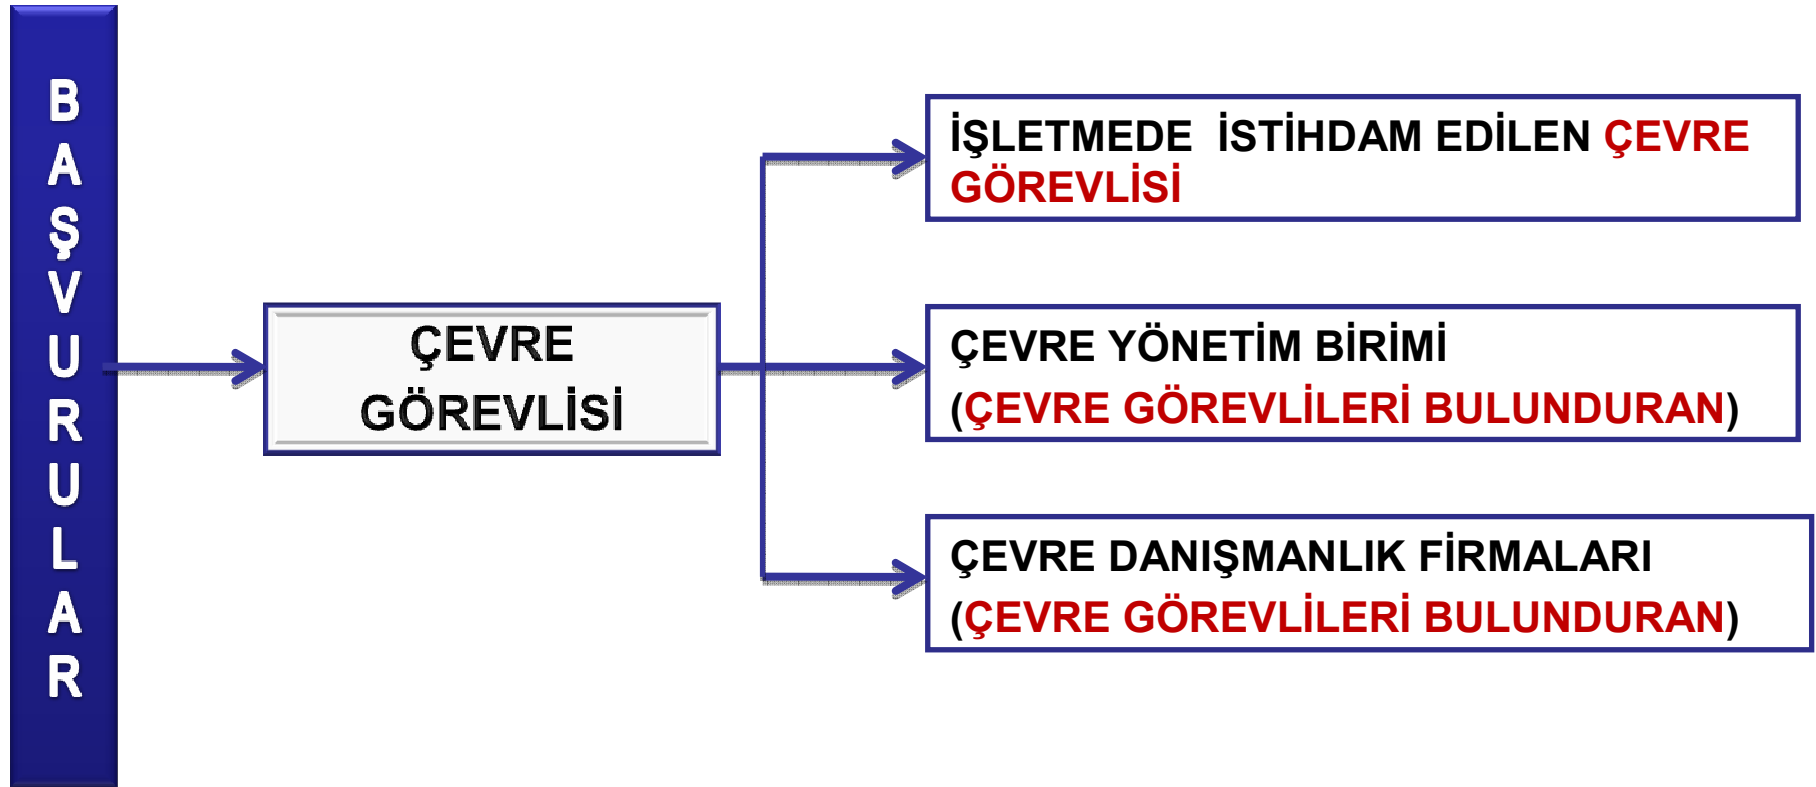 BAŞVURULAR
ÇEVRE
GÖREVLİSİ
İŞLETMEDE İSTİHDAM EDİLEN ÇEVRE
GÖREVLİSİ
ÇEVRE YÖNETİM BİRİMİ
(ÇEVRE GÖREVLİLERİ BULUNDURAN)
ÇEVRE DANIŞMANLIK FİRMALARI
(ÇEVRE GÖREVLİLERİ BULUNDURAN)